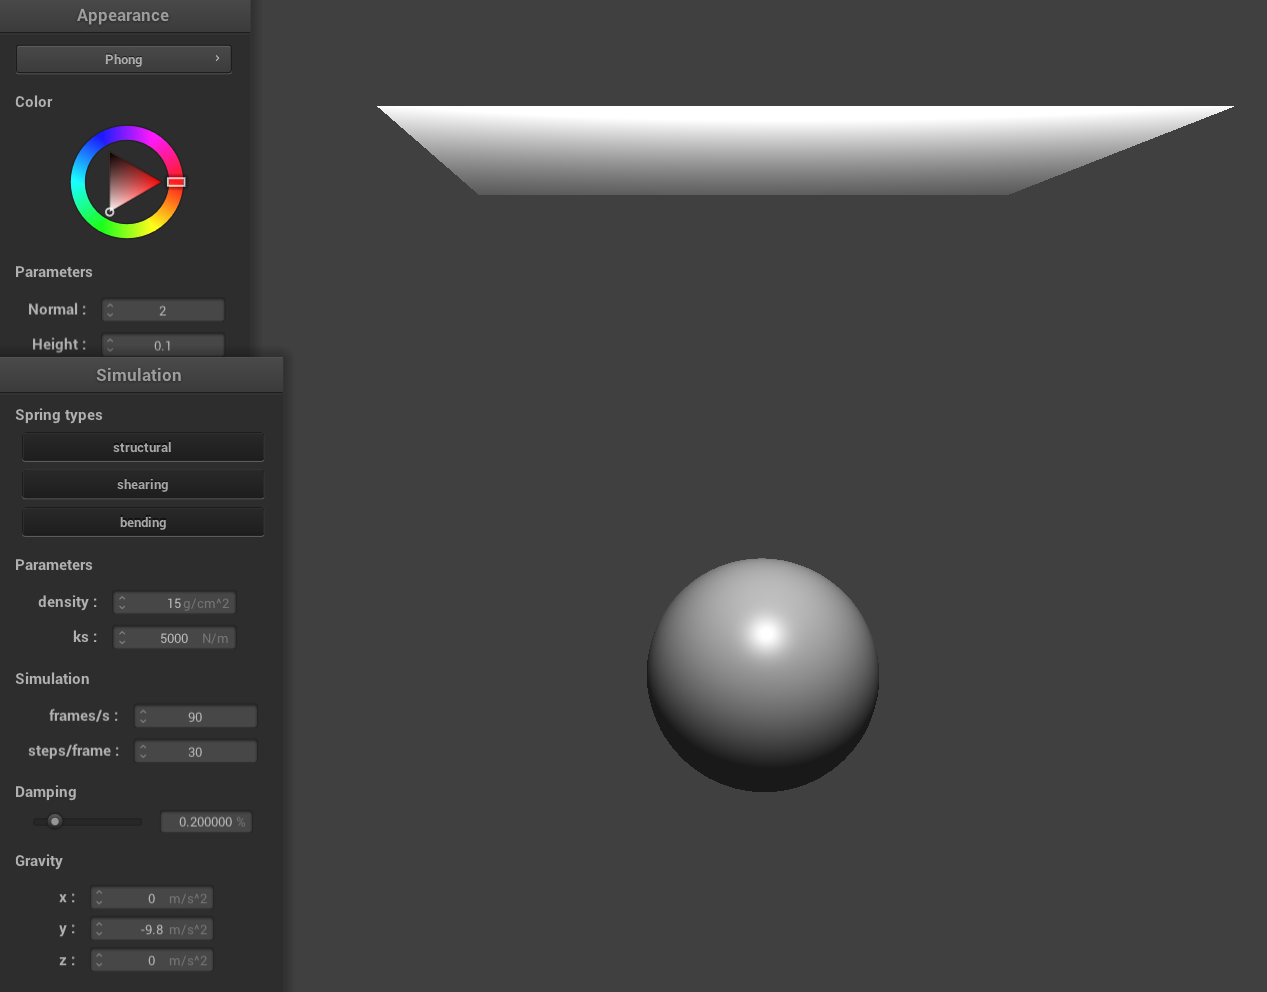 Appearance
Phong ›
Color
Parameters
Normal : 2
Height : 0.1
Simulation
Spring types
structural
shearing
bending
Parameters
density : 15 g/cm^2
ks : 5000 N/m
Simulation
frames/s : 90
steps/frame : 30
Damping
0.200000 %
Gravity
x : 0 m/s^2
y : -9.8 m/s^2
z : 0 m/s^2